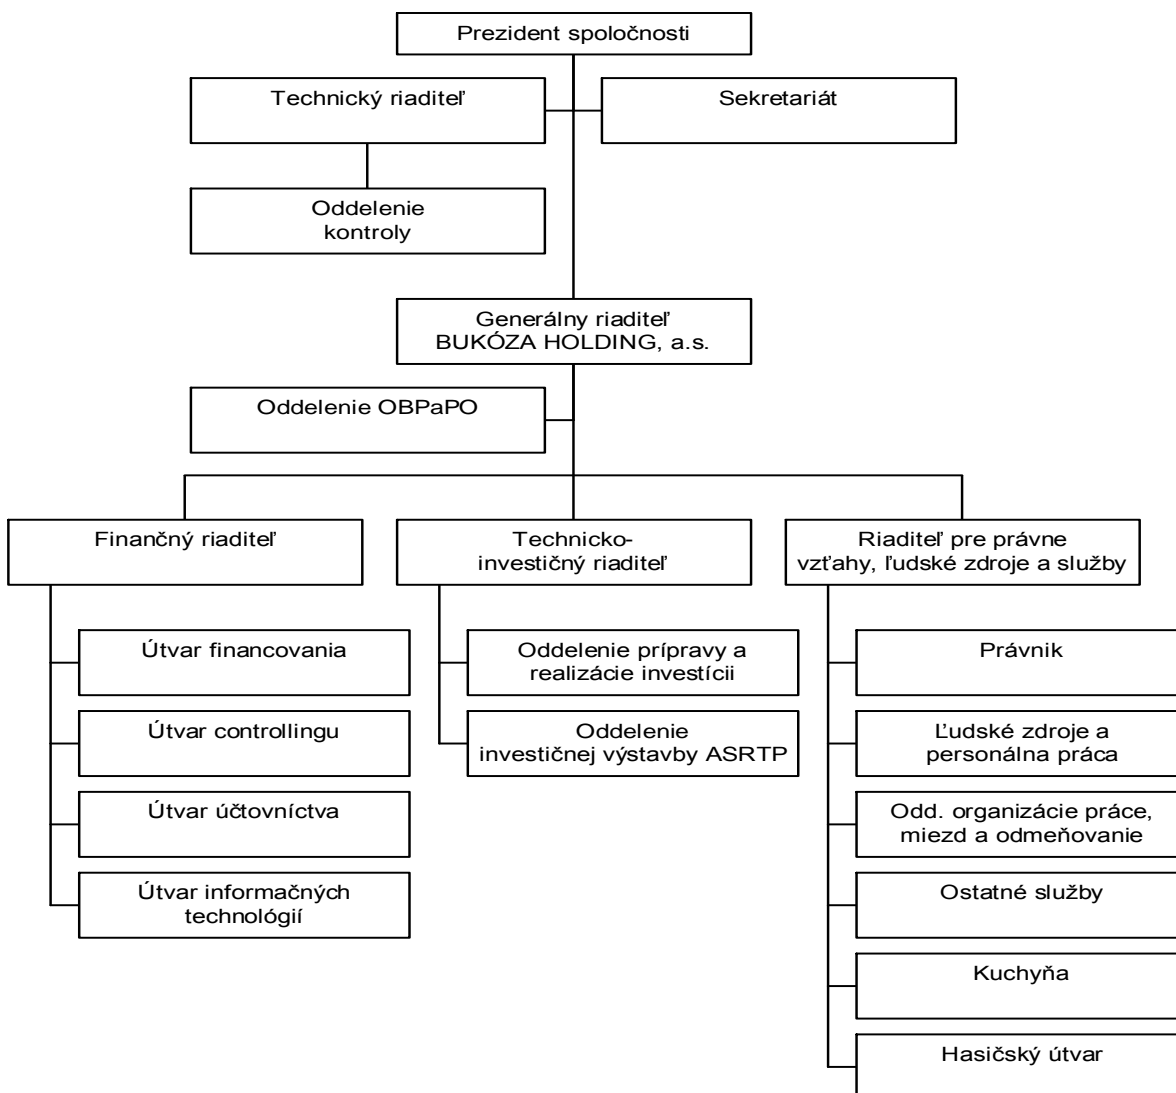 Prezident spoločnosti
Technický riaditeľ
Sekretariát
Oddelenie
kontroly
Generálny riaditeľ
BUKÓZA HOLDING, a.s.
Oddelenie OBPaPO
Finančný riaditeľ
Technicko-
investičný riaditeľ
Riaditeľ pre právne
vzťahy, ľudské zdroje a služby
Útvar financovania
Útvar controllingu
Útvar účtovníctva
Útvar informačných
technológií
Oddelenie prípravy a
realizácie investícii
Oddelenie
investičnej výstavby ASRTP
Právnik
Ľudské zdroje a
personálna práca
Odd. organizácie práce,
miezd a odmeňovanie
Ostatné služby
Kuchyňa
Hasičský útvar